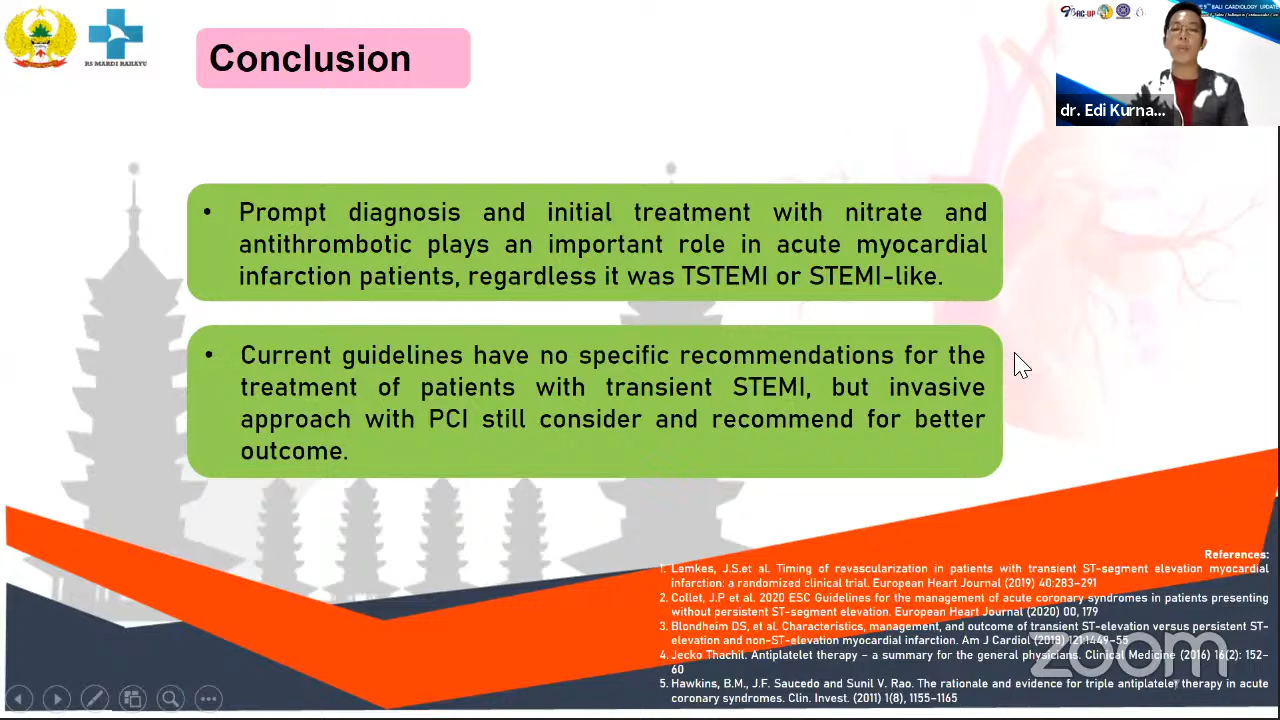 RS MARDI RAHAYU
Conclusion
BALI CARDIOLOGY UPDATE
dr. Edi Kurna...
• Prompt diagnosis and initial treatment with nitrate and
antithrombotic plays an important role in acute myocardial
infarction patients, regardless it was TSTEMI or STEMI-like.
• Current guidelines have no specific recommendations for the
treatment of patients with transient STEMI, but invasive
approach with PCI still consider and recommend for better
outcome.
References:
1. Lemkes, J.S.et al. Timing of revascularization in patients with transient ST-segment elevation myocardial
infarction: a randomized clinical trial. European Heart Journal (2019) 40:283–291
2. Collet, J.P et al. 2020 ESC Guidelines for the management of acute coronary syndromes in patients presenting
without persistent ST-segment elevation. European Heart Journal (2020) 00, 179
3. Blondheim DS, et al. Characteristics, management, and outcome of transient ST-elevation versus persistent ST-
elevation and non-ST-elevation myocardial infarction. Am J Cardiol (2018) 121:1449–55
4. Jecko Thachil. Antiplatelet therapy – a summary for the general physicians. Clinical Medicine (2016) 16(2): 152–
60
5. Hawkins, B.M., J.F. Saucedo and Sunil V. Rao. The rationale and evidence for triple antiplatelet therapy in acute
coronary syndromes. Clin. Invest. (2011) 1(8), 1155–1165
zoom